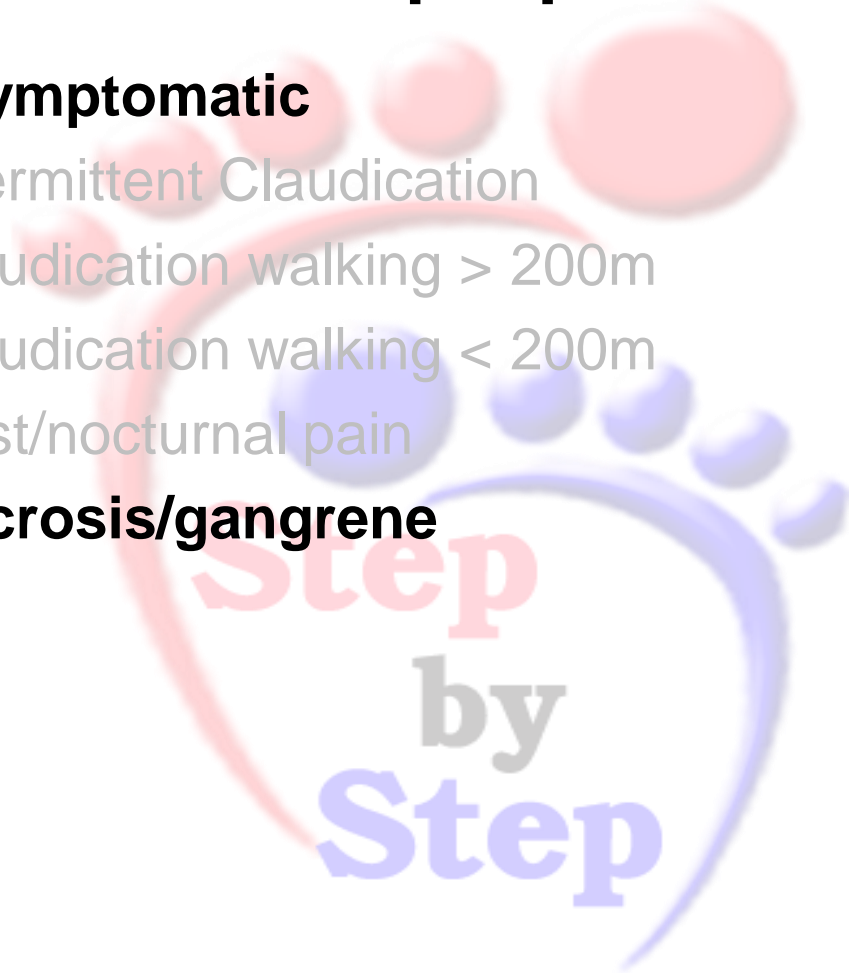 ymptomatic
ermittent Claudication
udication walking > 200m
udication walking < 200m
st/nocturnal pain
crosis/gangrene
Step
by
Step